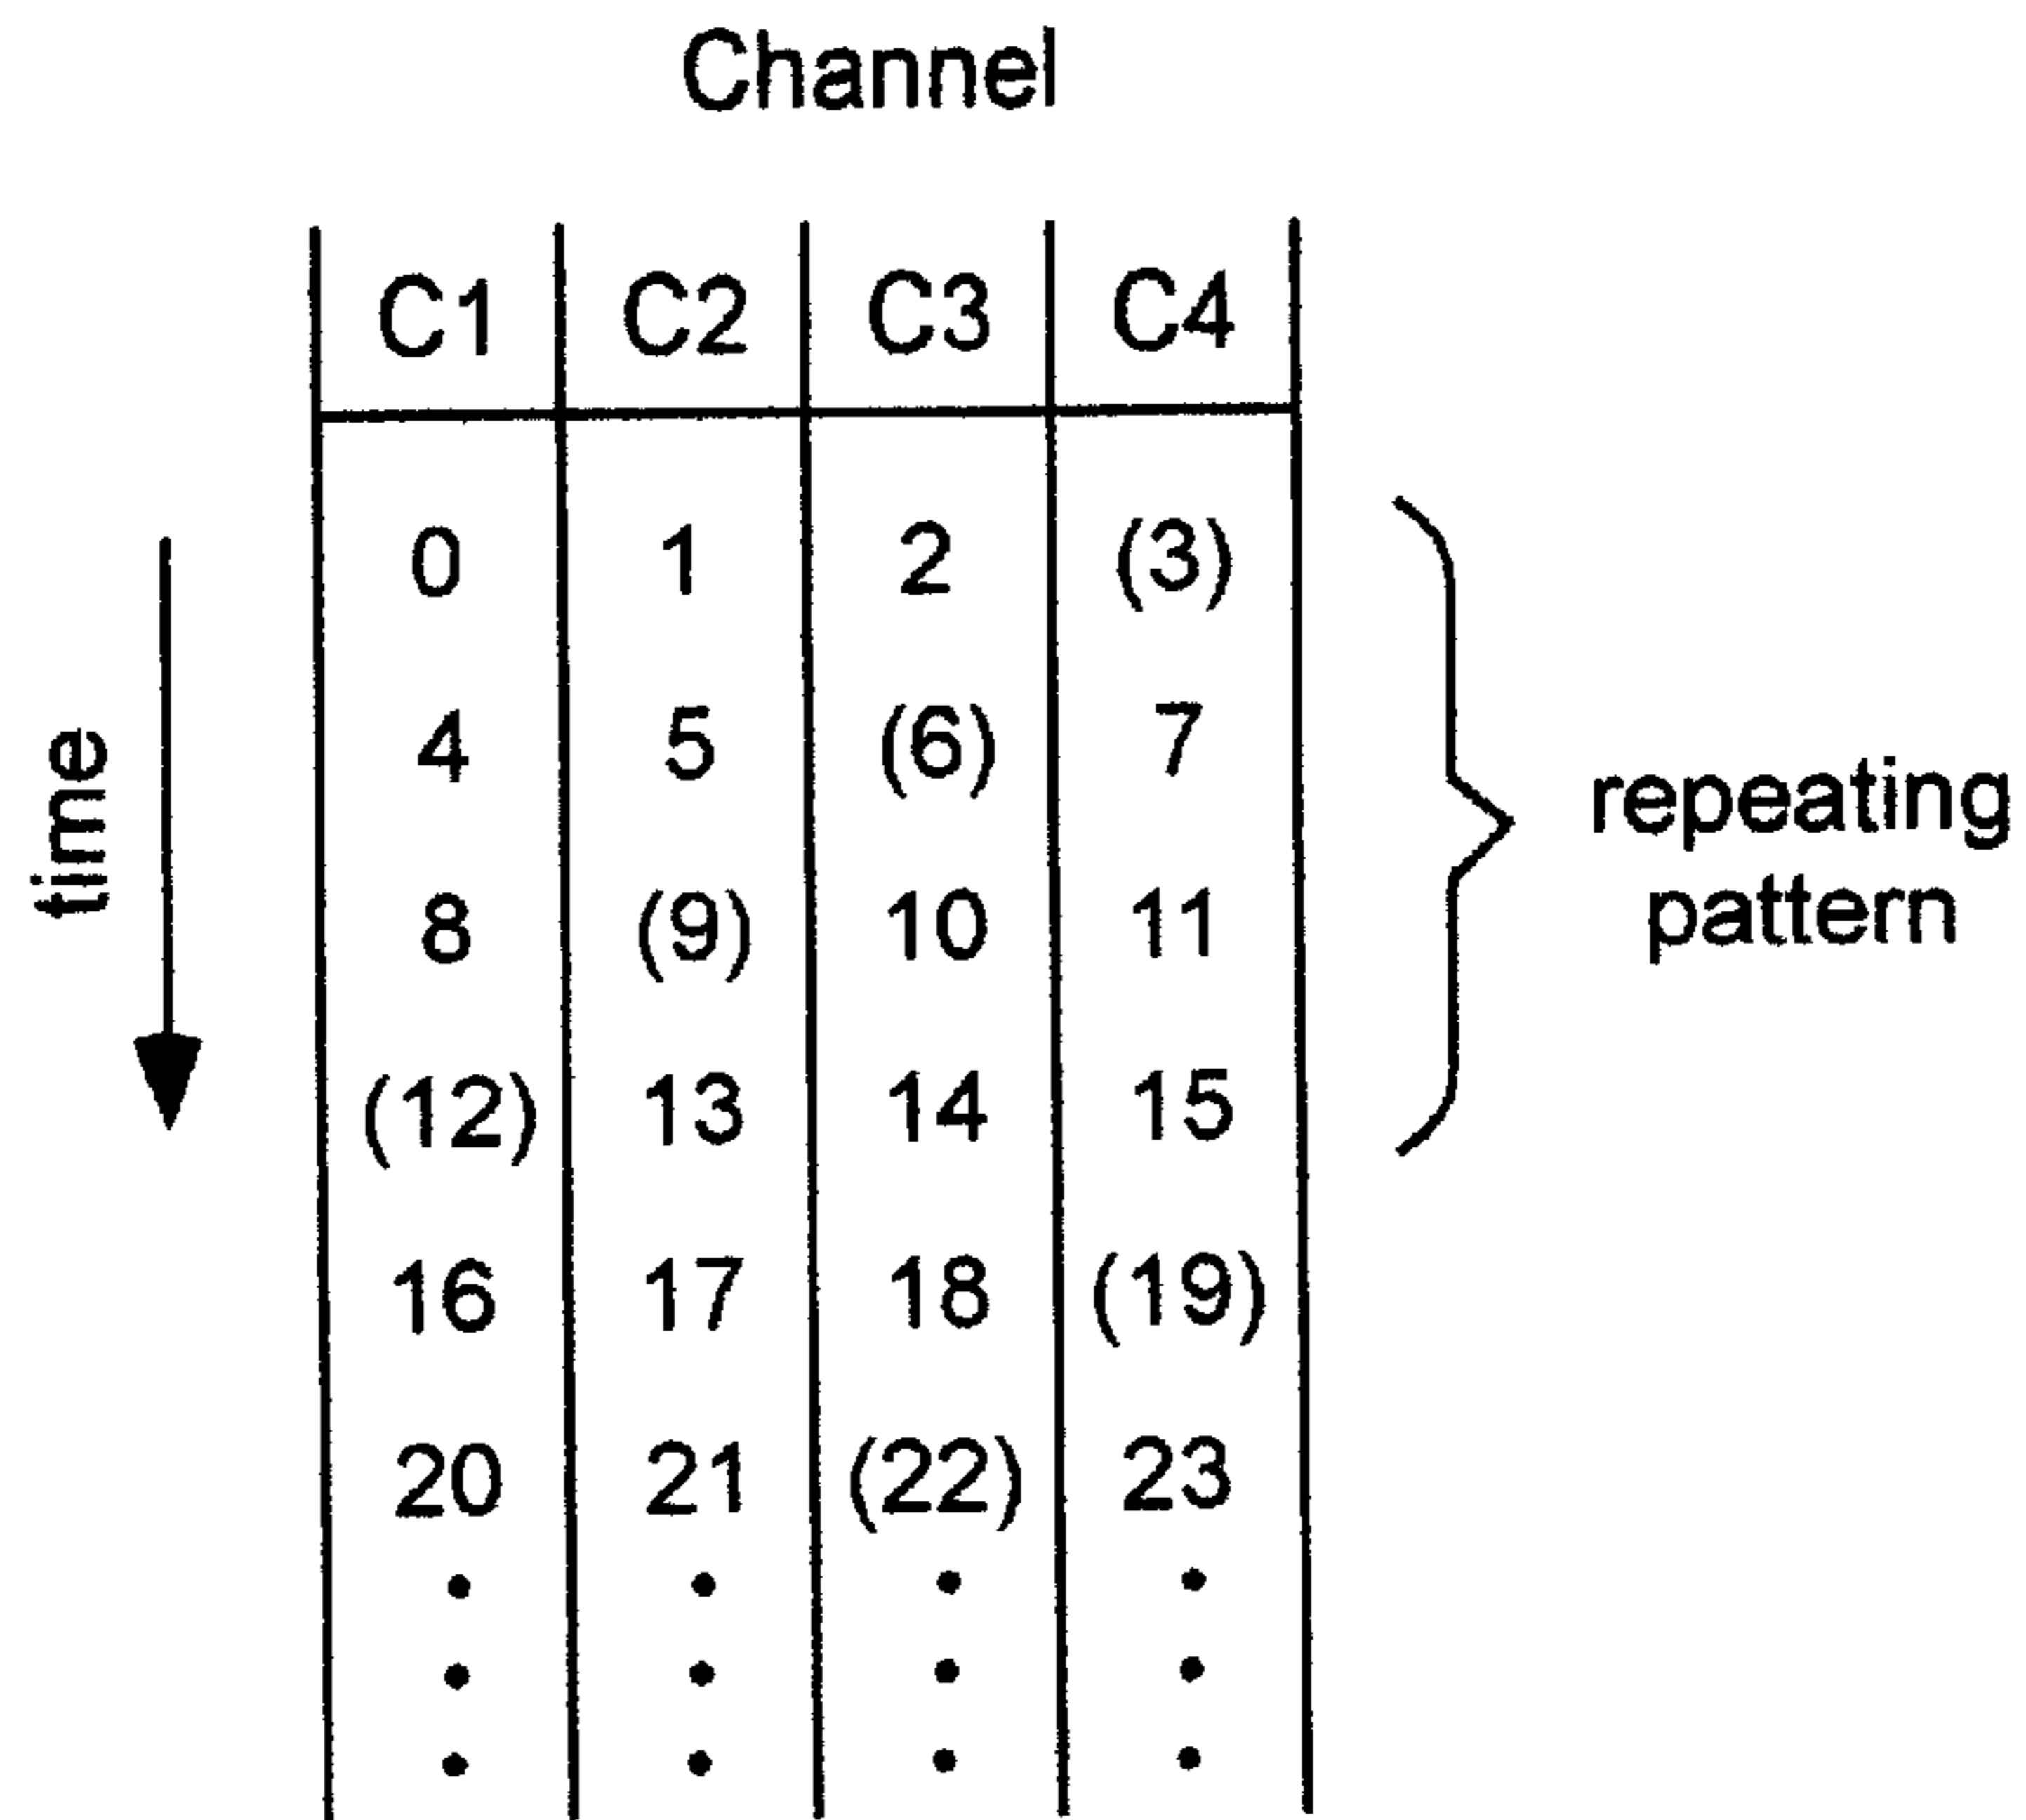 Channel
C1 C2 C3 C4
0 1 2 (3)
4 5 (6) 7
8 (9) 10 11
(12) 13 14 15
16 17 18 (19)
20 21 (22) 23
time
repeating
pattern